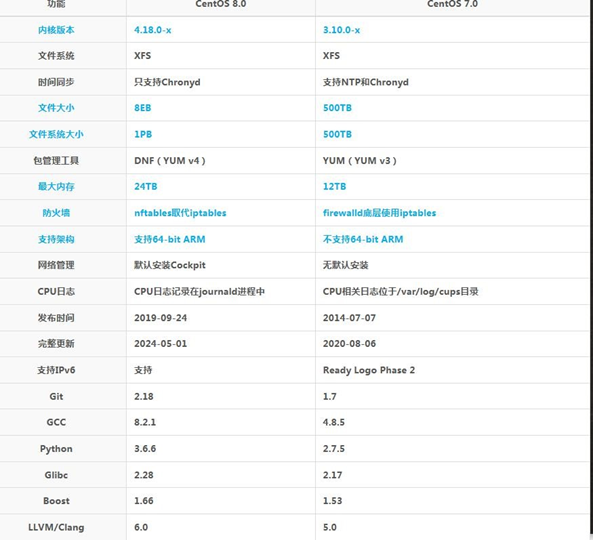 功能 CentOS 8.0 CentOS 7.0
内核版本 4.18.0-x 3.10.0-x
文件系统 XFS XFS
时间同步 只支持Chronyd 支持NTP和Chronyd
文件大小 8EB 500TB
文件系统大小 1PB 500TB
包管理工具 DNF（YUM v4） YUM（YUM v3）
最大内存 24TB 12TB
防火墙 nftables取代iptables firewalld底层使用iptables
支持架构 支持64-bit ARM 不支持64-bit ARM
网络管理 默认安装Cockpit 无默认安装
CPU日志 CPU日志记录在journald进程中 CPU相关日志位于/var/log/cups目录
发布时间 2019-09-24 2014-07-07
完整更新 2024-05-01 2020-08-06
支持IPv6 支持 Ready Logo Phase 2
Git 2.18 1.7
GCC 8.2.1 4.8.5
Python 3.6.6 2.7.5
Glibc 2.28 2.17
Boost 1.66 1.53
LLVM/Clang 6.0 5.0